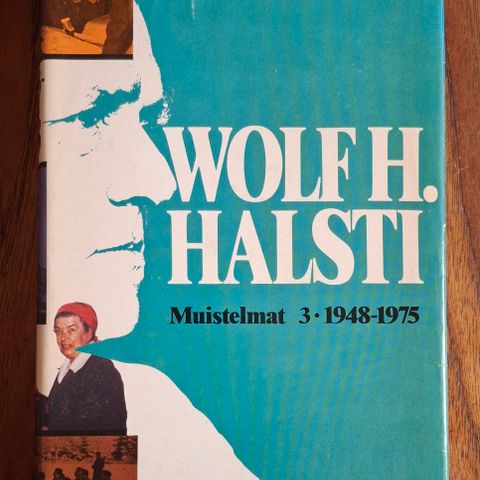 WOLF H.
HALSTI
Muistelmat 3 · 1948-1975